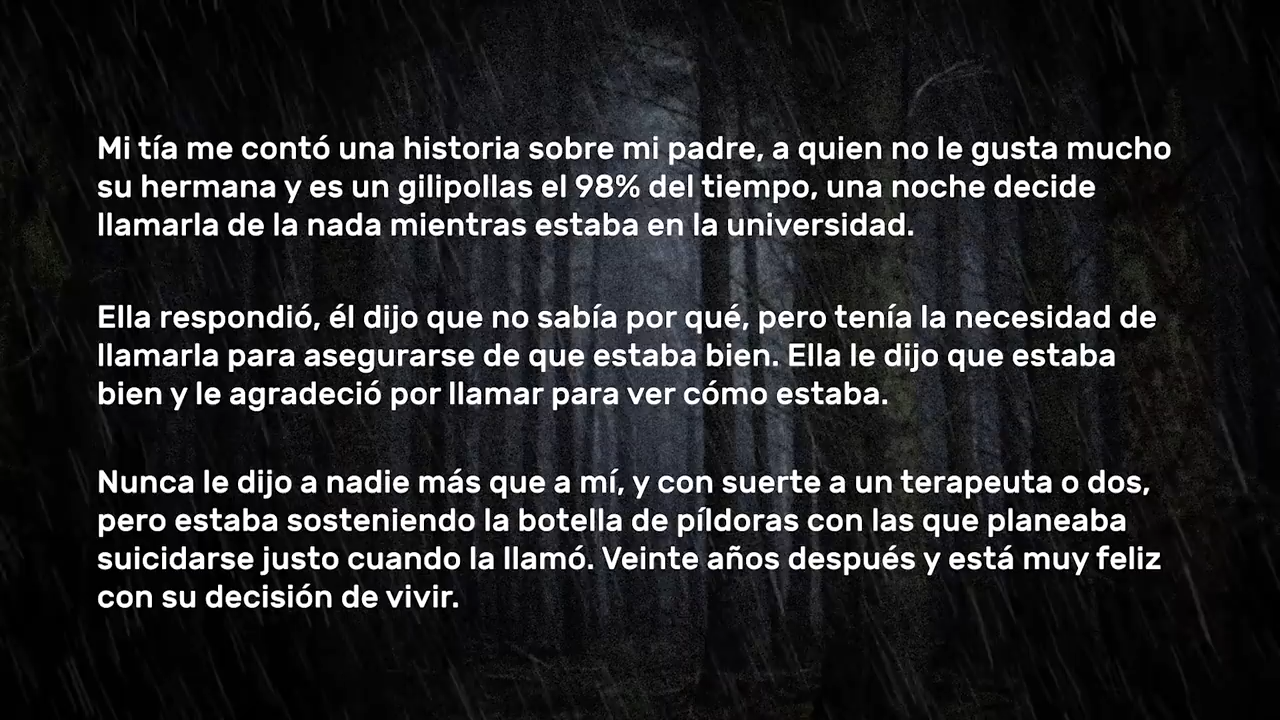 Mi tía me contó una historia sobre mi padre, a quien no le gusta mucho
su hermana y es un gilipollas el 98% del tiempo, una noche decide
llamarla de la nada mientras estaba en la universidad.
Ella respondió, él dijo que no sabía por qué, pero tenía la necesidad de
llamarla para asegurarse de que estaba bien. Ella le dijo que estaba
bien y le agradeció por llamar para ver cómo estaba.
Nunca le dijo a nadie más que a mí, y con suerte a un terapeuta o dos,
pero estaba sosteniendo la botella de píldoras con las que planeaba
suicidarse justo cuando la llamó. Veinte años después y está muy feliz
con su decisión de vivir.